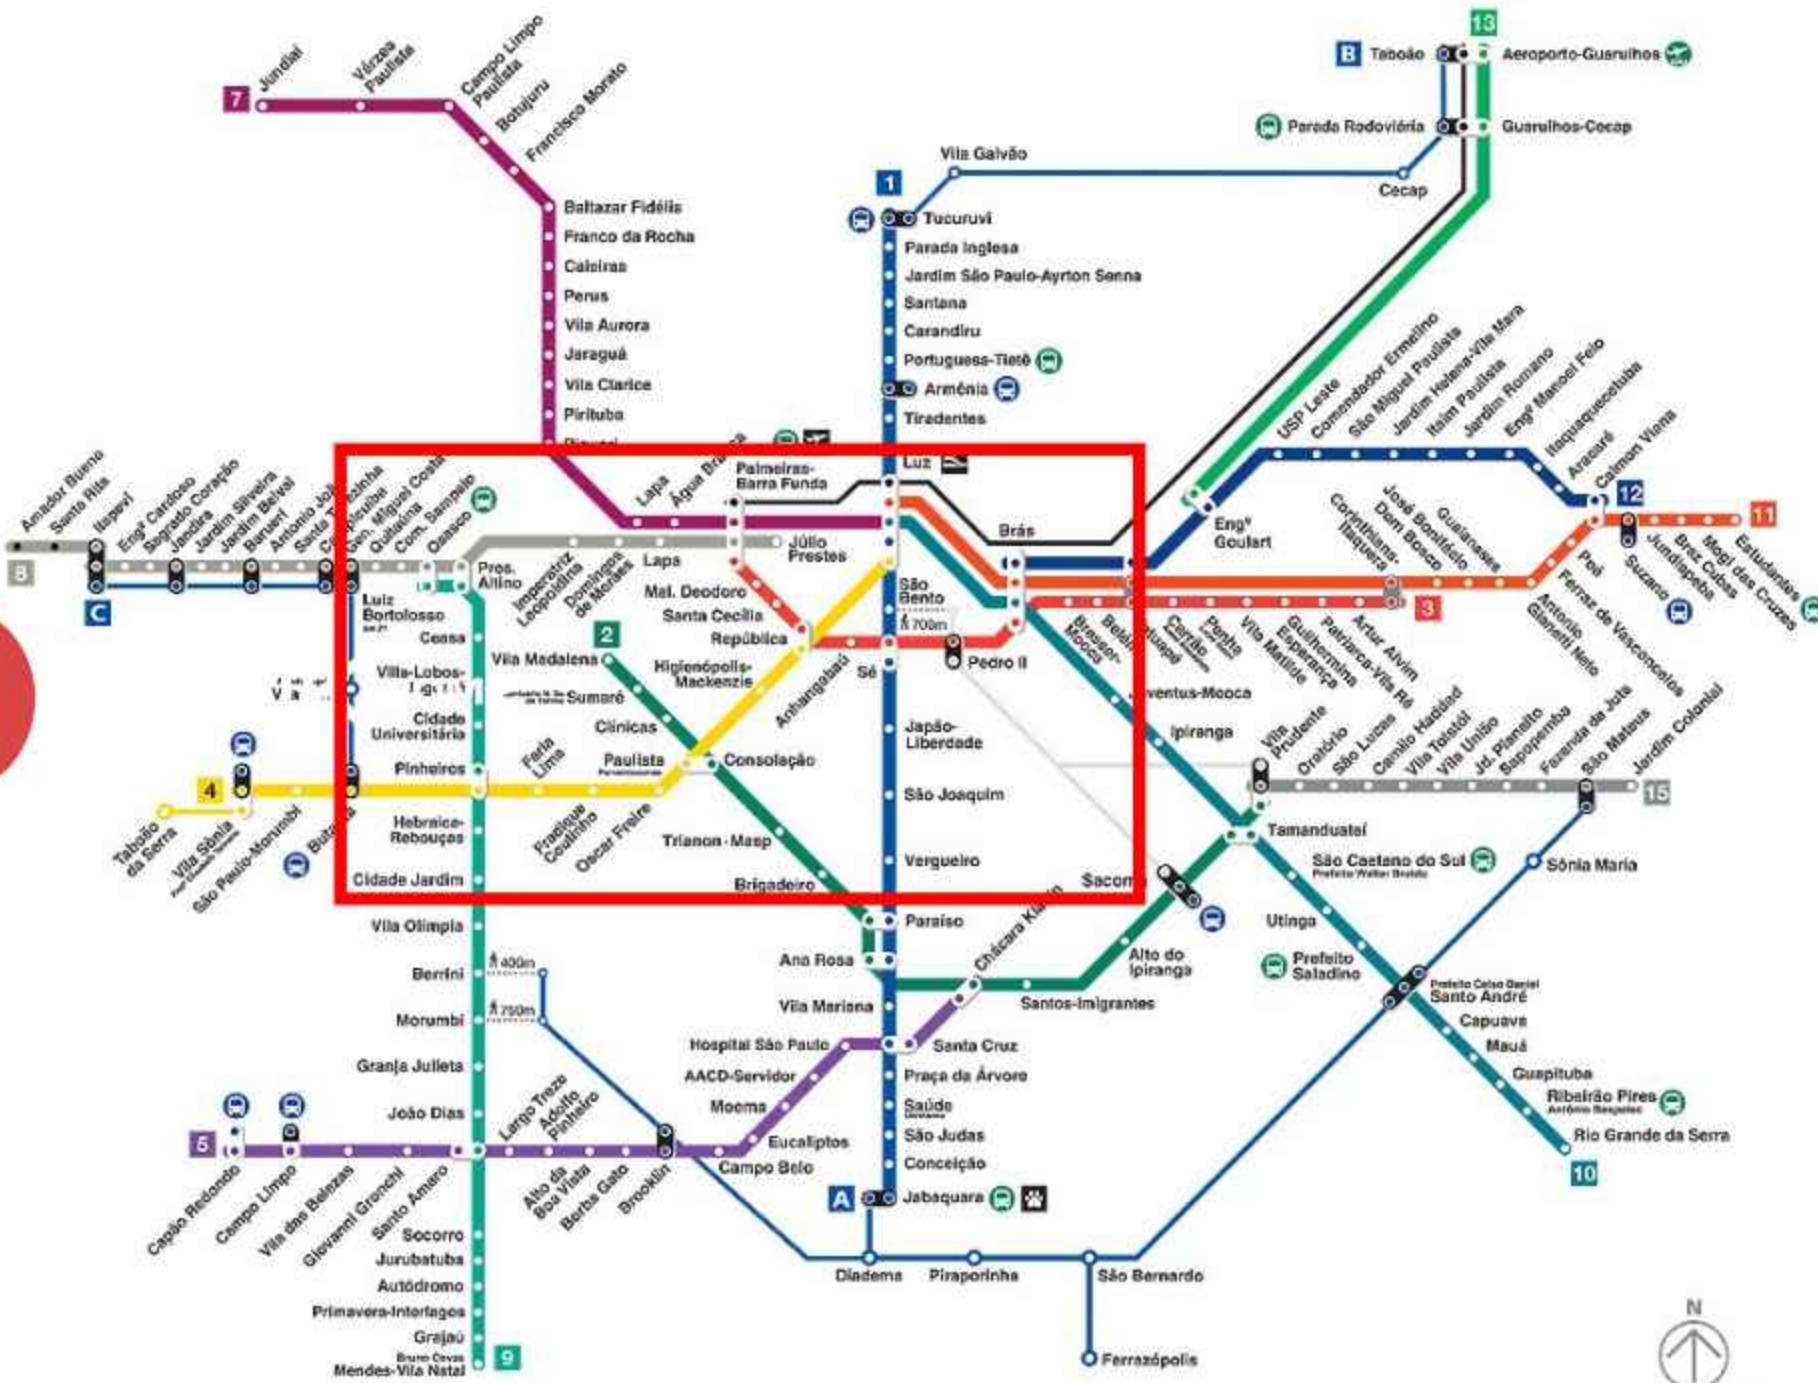 13
B
Taboão
Aeroporto-Guarulhos
7
Jundiaí
Várzea
Paulista
Campo Limpo
Paulista
Botujuru
Francisco Morato
Parada Rodoviária
Guarulhos-Cecap
Vila Galvão
Cecap
1
Tucuruvi
Baltazar Fidélis
Franco da Rocha
Caieiras
Perus
Vila Aurora
Jaraguá
Vila Clarice
Pirituba
Parada Inglesa
Jardim São Paulo-Ayrton Senna
Santana
Carandiru
Portuguesa-Tietê
Armênia
Tiradentes
Luz
USP Leste
Comendador Ermelino
São Miguel Paulista
Jardim Helena-Vila Mara
Itaim Paulista
Jardim Romano
Engº Manoel Feio
Itaquaquecetuba
Aracaré
Calmon Viana
12
11
Amador Bueno
Santa Rita
Itapevi
Engº Cardoso
Sagrado Coração
Jandira
Jardim Silveira
Jardim Belval
Barueri
Antonio João
Santa Terezinha
Carapicuíba
Gen. Miguel Costa
Quitaúna
Com. Sampaio
Osasco
8
C
Lapa
Água Branca
Palmeiras-
Barra Funda
Júlio
Prestes
Pres.
Altino
Imperatriz
Leopoldina
Domingos
de Moraes
Lapa
Brás
Engº
Goulart
Corinthians-
Itaquera
Dom Bosco
José Bonifácio
Guaianases
Antonio
Gianetti Neto
Ferraz de Vasconcelos
Poá
Suzano
Jundiapeba
Braz Cubas
Mogi das Cruzes
Estudantes
3
Luiz
Bortolosso
Ceasa
Villa-Lobos-
Cidade
Universitária
Pinheiros
Hebraica-
Rebouças
Cidade Jardim
Mal. Deodoro
Santa Cecília
República
Higienópolis-
Mackenzie
Anhangabaú
São
Bento
700m
Sé
Pedro II
Bresser-
Mooca
Belém
Tatuapé
Carrão
Penha
Vila Matilde
Guilhermina
Esperança
Patriarca-Vila Ré
Artur Alvim
2
Vila Madalena
Sumaré
Clínicas
Paulista
Consolação
Trianon-Masp
Brigadeiro
Japão-
Liberdade
São Joaquim
Vergueiro
Juventus-Mooca
Ipiranga
Vila
Prudente
Oratório
São Lucas
Camilo Haddad
Vila Tolstói
Vila União
Jd. Planalto
Sapopemba
Fazenda da Juta
São Mateus
Jardim Colonial
15
4
Taboão
da Serra
Vila Sônia
São Paulo-Morumbi
Butantã
Faria
Lima
Fradique
Coutinho
Oscar Freire
Tamanduateí
São Caetano do Sul
Prefeito Walter Braido
Sônia Maria
Sacomã
Utinga
Prefeito
Saladino
Prefeito Celso Daniel
Santo André
Capuava
Mauá
Guapituba
Ribeirão Pires
Rio Grande da Serra
10
Vila Olímpia
Berrini
400m
Morumbi
750m
Granja Julieta
João Dias
Paraíso
Ana Rosa
Vila Mariana
Chácara Klabin
Santos-Imigrantes
Alto do
Ipiranga
Hospital São Paulo
Santa Cruz
AACD-Servidor
Moema
Eucaliptos
Campo Belo
Praça da Árvore
Saúde
São Judas
Conceição
A
Jabaquara
5
Capão Redondo
Campo Limpo
Vila das Belezas
Giovanni Gronchi
Santo Amaro
Largo Treze
Adolfo
Pinheiro
Alto da
Boa Vista
Borba Gato
Brooklin
Socorro
Jurubatuba
Autódromo
Primavera-Interlagos
Grajaú
Bruno Covas
Mendes-Vila Natal
9
Diadema
Piraporinha
São Bernardo
Ferrazópolis
N